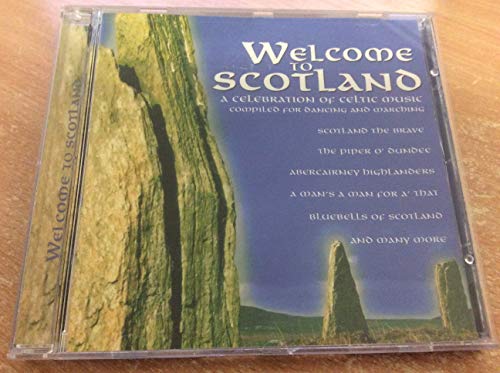 Welcome to Scotland
Welcome
to
Scotland
A Celebration of Celtic Music
Compiled for Dancing and Marching
Scotland the Brave
The Piper o' Dundee
Abercairney Highlanders
A Man's a Man for a' That
Bluebells of Scotland
and many more